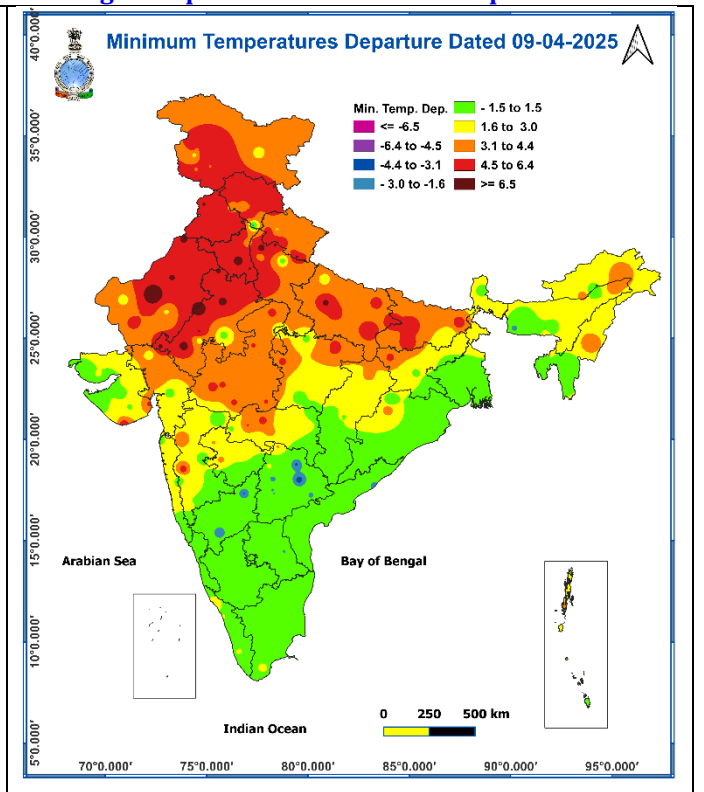 Minimum Temperatures Departure Dated 09-04-2025
Min. Temp. Dep.
<= -6.5
-6.4 to -4.5
-4.4 to -3.1
- 3.0 to -1.6
- 1.5 to 1.5
1.6 to 3.0
3.1 to 4.4
4.5 to 6.4
>= 6.5
40°0.000'
35°0.000'
30°0.000'
25°0.000'
20°0.000'
15°0.000'
10°0.000'
5°0.000'
Arabian Sea
Bay of Bengal
Indian Ocean
0 250 500 km
70°0.000' 75°0.000' 80°0.000' 85°0.000' 90°0.000' 95°0.000'